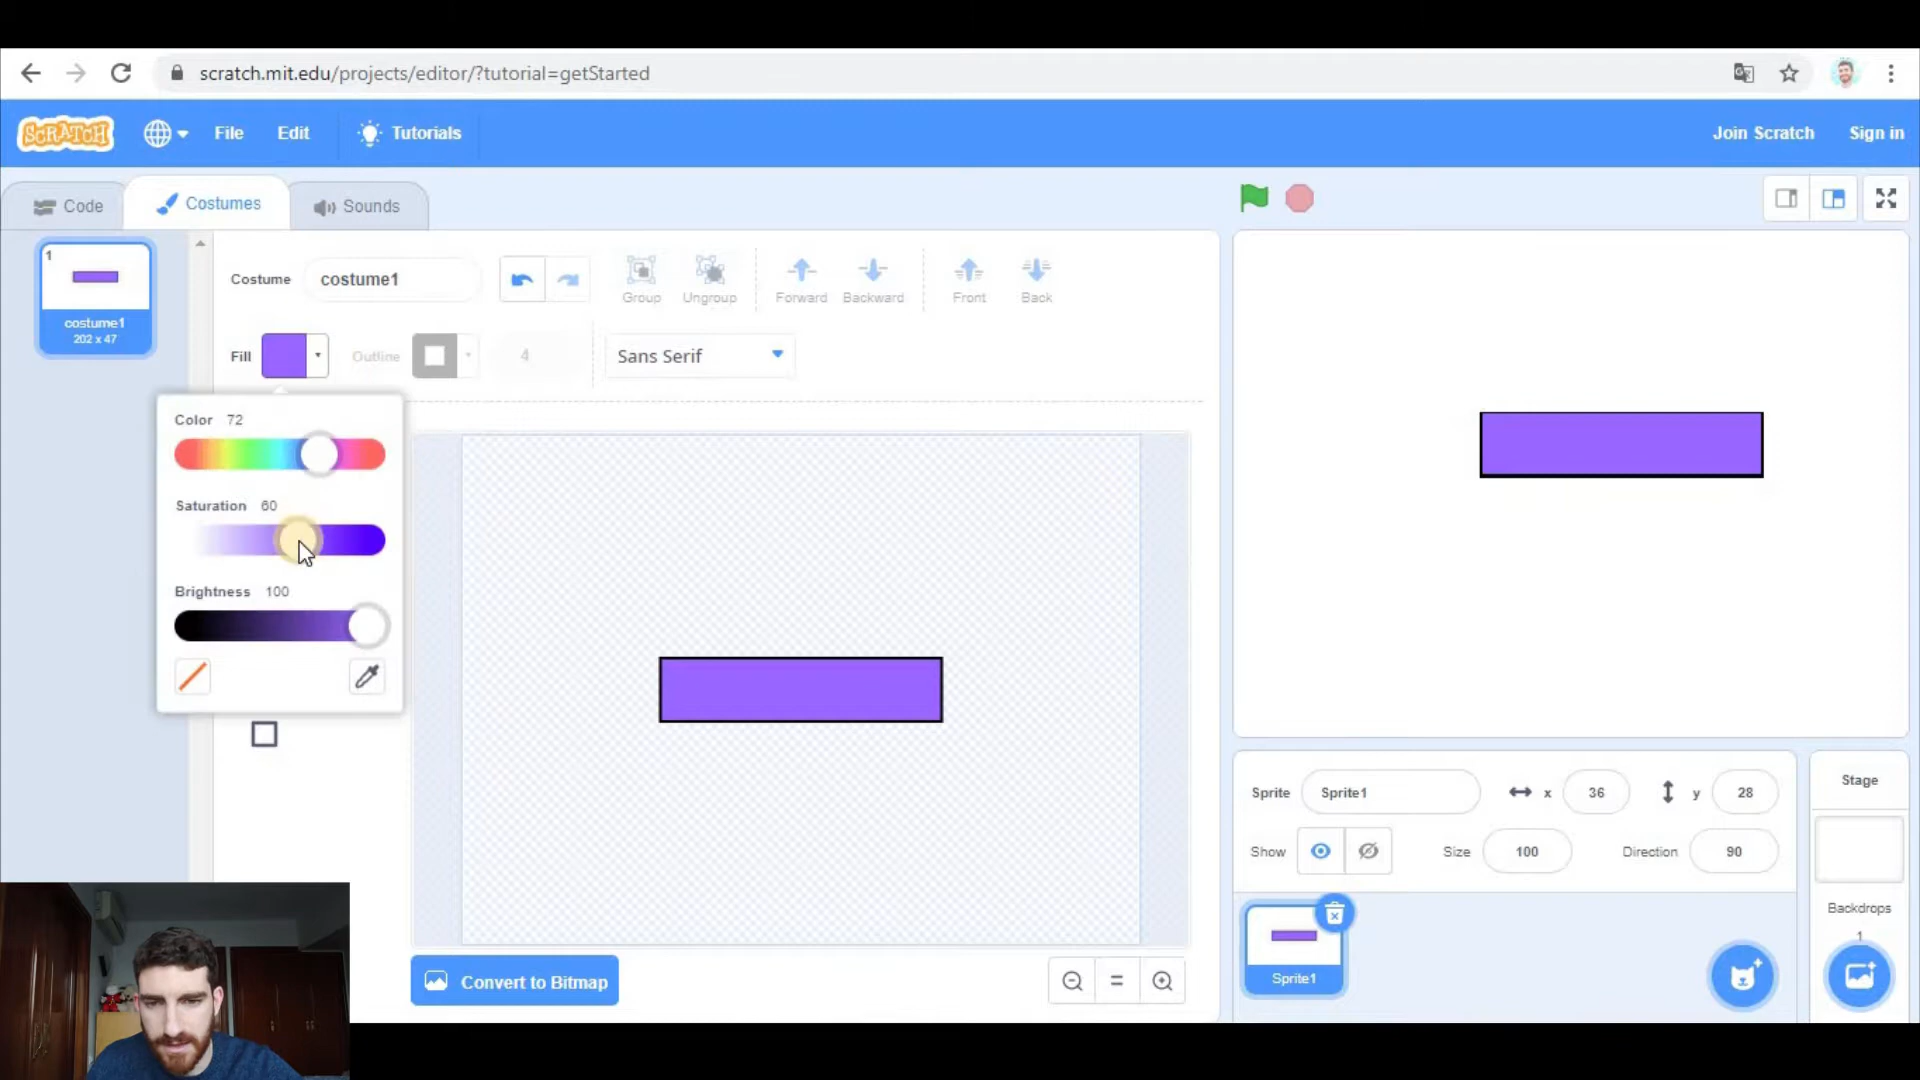 scratch.mit.edu/projects/editor/?tutorial=getStarted
SCRATCH File Edit Tutorials Join Scratch Sign in
Code Costumes Sounds
1
costume1
202 x 47
Costume costume1 Group Ungroup Forward Backward Front Back
Fill Outline 4 Sans Serif
Color 72
Saturation 60
Brightness 100
Convert to Bitmap
Sprite Sprite1 x 36 y 28
Show Size 100 Direction 90
Sprite1
Stage
Backdrops
1